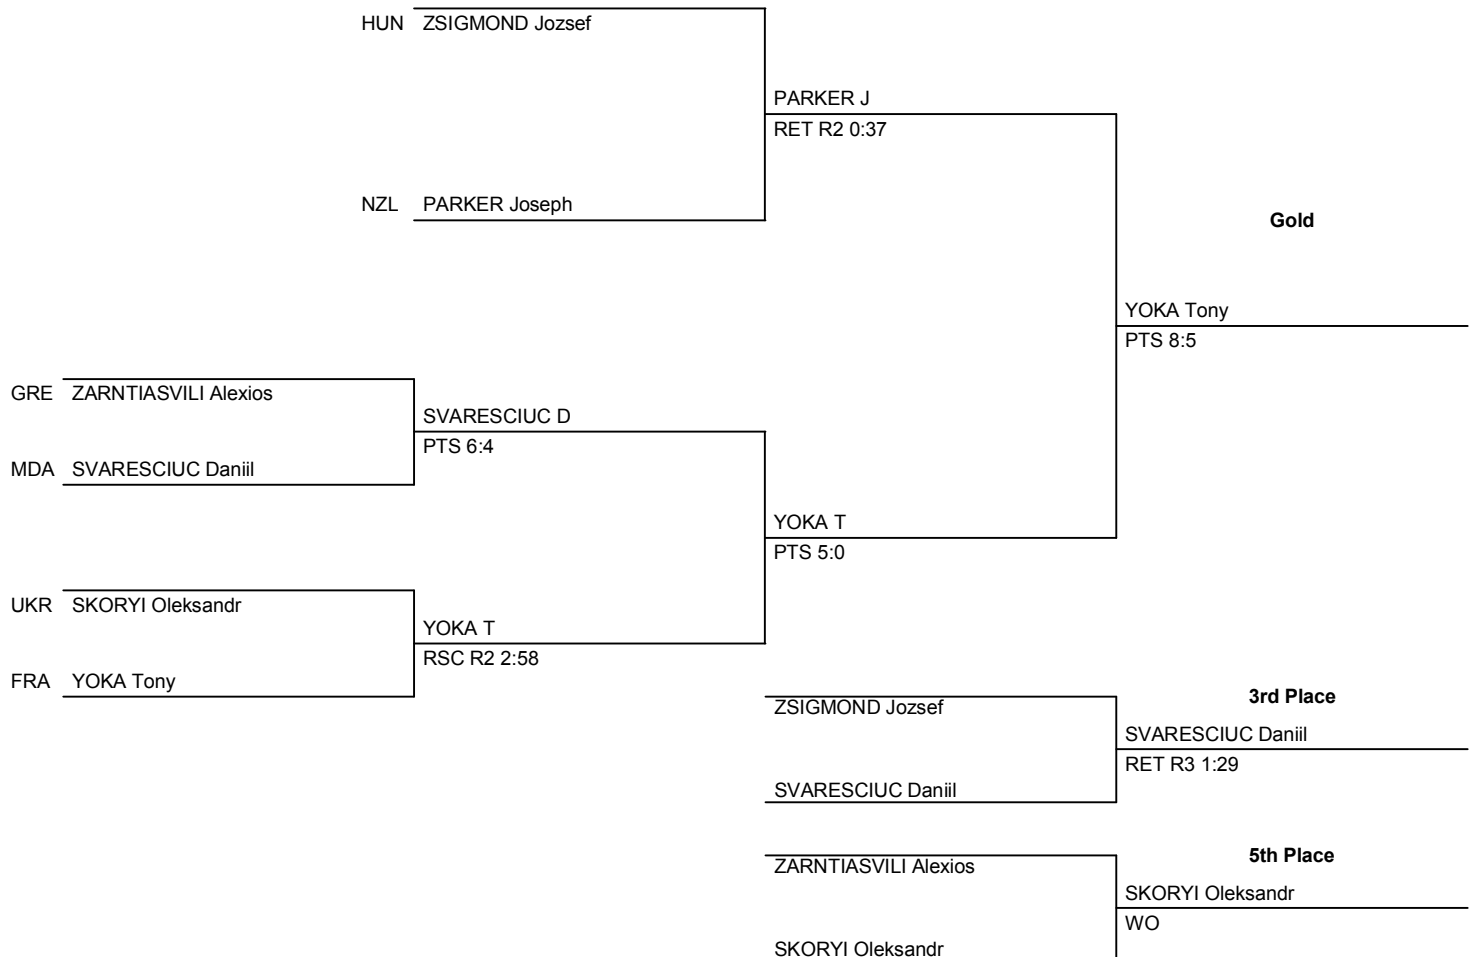 HUN ZSIGMOND Jozsef
PARKER J
RET R2 0:37
NZL PARKER Joseph
Gold
YOKA Tony
PTS 8:5
GRE ZARNTIASVILI Alexios
SVARESCIUC D
PTS 6:4
MDA SVARESCIUC Daniil
YOKA T
PTS 5:0
UKR SKORYI Oleksandr
YOKA T
RSC R2 2:58
FRA YOKA Tony
3rd Place
ZSIGMOND Jozsef
SVARESCIUC Daniil
RET R3 1:29
SVARESCIUC Daniil
5th Place
ZARNTIASVILI Alexios
SKORYI Oleksandr
WO
SKORYI Oleksandr